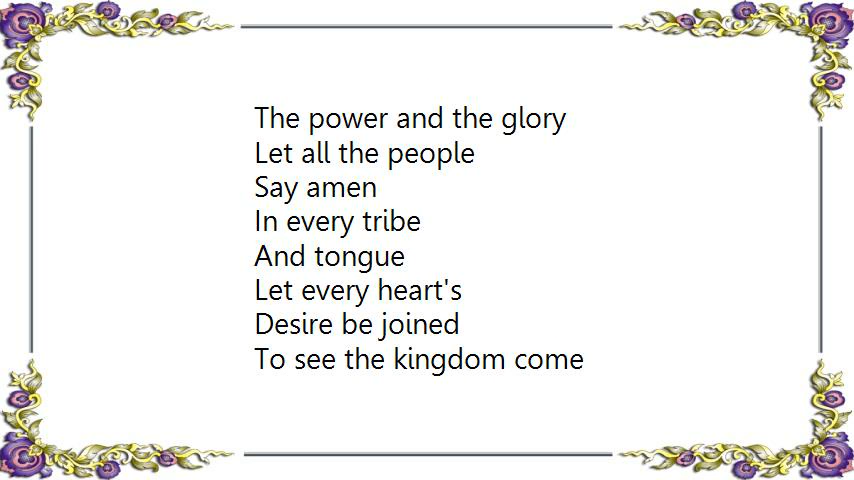 The power and the glory
Let all the people
Say amen
In every tribe
And tongue
Let every heart's
Desire be joined
To see the kingdom come